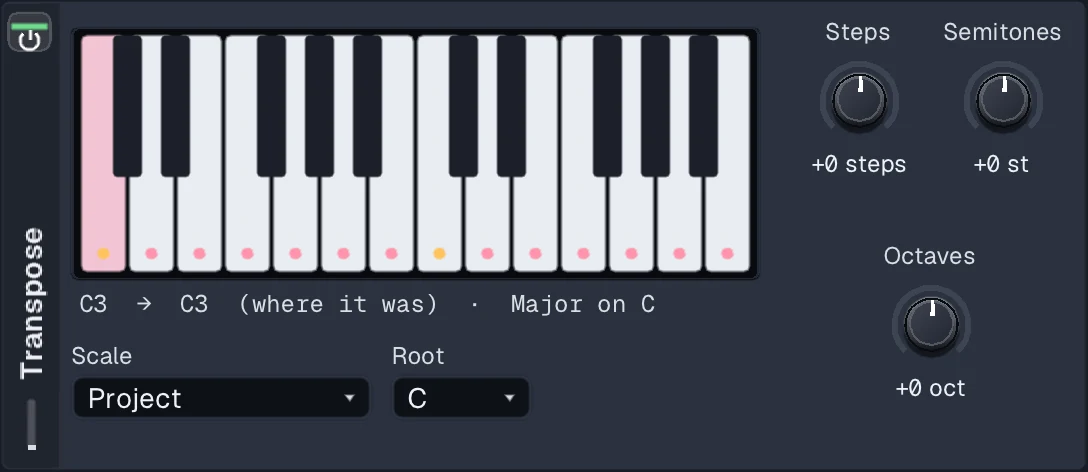 Transpose
C3 → C3 (where it was) · Major on C
Scale
Project
Root
C
Steps
+0 steps
Semitones
+0 st
Octaves
+0 oct